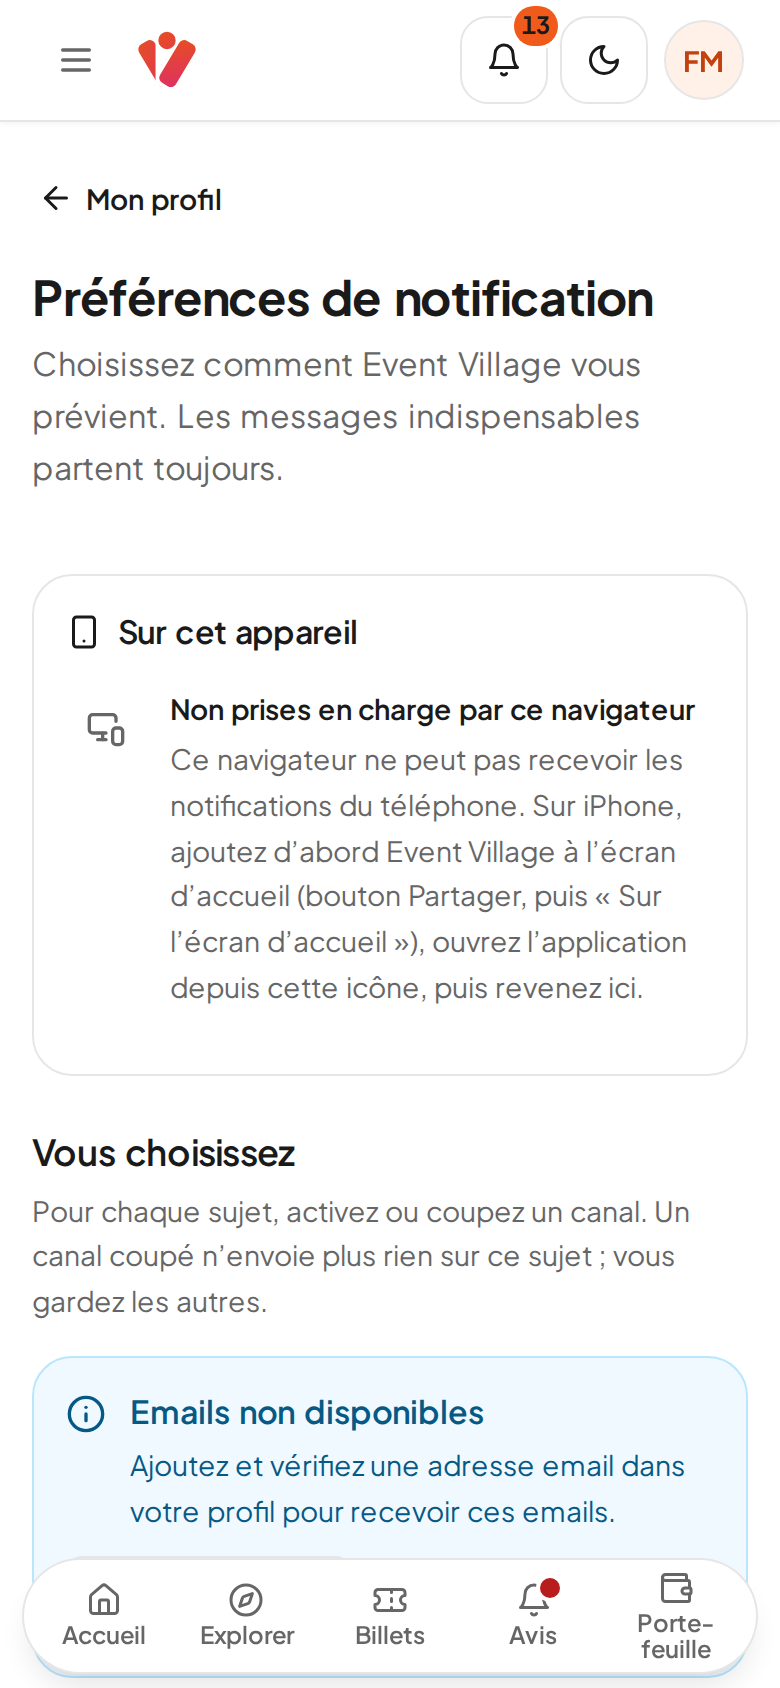 13
FM
Mon profil
Préférences de notification
Choisissez comment Event Village vous
prévient. Les messages indispensables
partent toujours.
Sur cet appareil
Non prises en charge par ce navigateur
Ce navigateur ne peut pas recevoir les
notifications du téléphone. Sur iPhone,
ajoutez d’abord Event Village à l’écran
d’accueil (bouton Partager, puis « Sur
l’écran d’accueil »), ouvrez l’application
depuis cette icône, puis revenez ici.
Vous choisissez
Pour chaque sujet, activez ou coupez un canal. Un
canal coupé n’envoie plus rien sur ce sujet ; vous
gardez les autres.
Emails non disponibles
Ajoutez et vérifiez une adresse email dans
votre profil pour recevoir ces emails.
Accueil
Explorer
Billets
Avis
Porte-
feuille